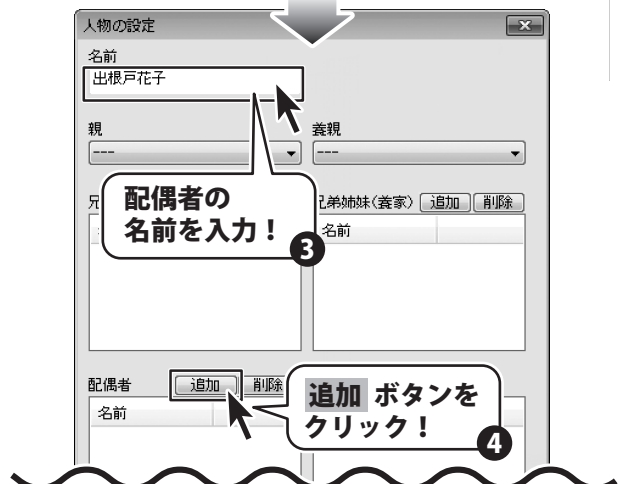 人物の設定
名前
出根戸花子
親
養親
---
---
配偶者の
名前を入力!
3
兄弟姉妹(養家) 追加 削除
名前
配偶者 追加 削除
名前
追加 ボタンを
クリック!
4